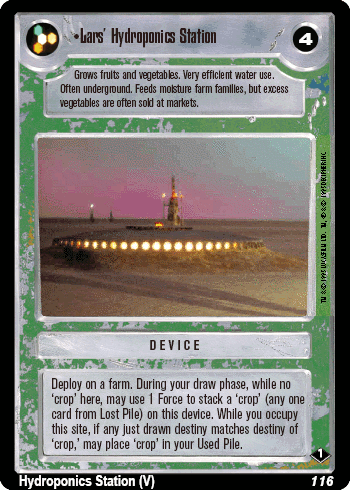 •Lars' Hydroponics Station
4
Grows fruits and vegetables. Very efficient water use.
Often underground. Feeds moisture farm families, but excess
vegetables are often sold at markets.
DEVICE
Deploy on a farm. During your draw phase, while no
'crop' here, may use 1 Force to stack a 'crop' (any one
card from Lost Pile) on this device. While you occupy
this site, if any just drawn destiny matches destiny of
'crop,' may place 'crop' in your Used Pile.
1
Hydroponics Station (V)
116